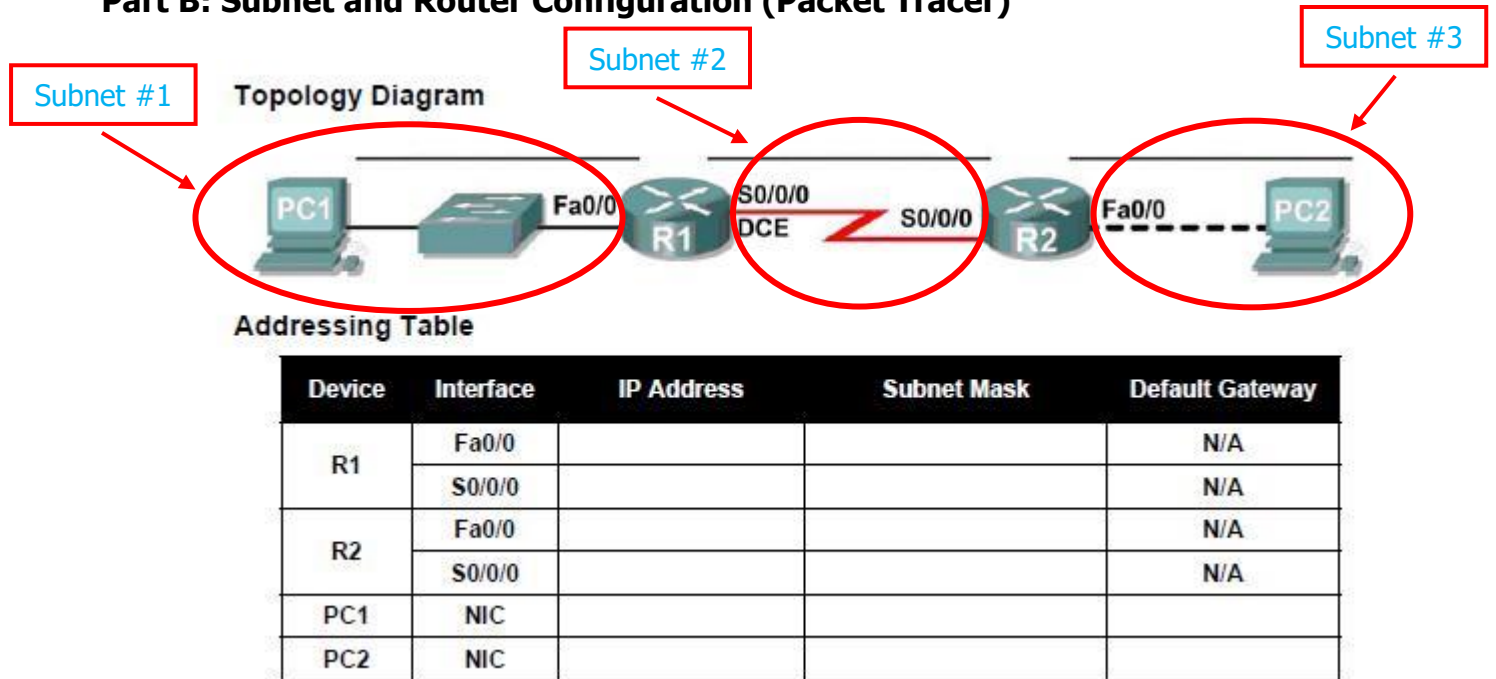 Part B: Subnet and Router Configuration (Packet Tracer)
Subnet #1
Subnet #2
Subnet #3
Topology Diagram
PC1
Fa0/0
R1
S0/0/0
DCE
S0/0/0
R2
Fa0/0
PC2
Addressing Table
Device Interface IP Address Subnet Mask Default Gateway
R1 Fa0/0 N/A
S0/0/0 N/A
R2 Fa0/0 N/A
S0/0/0 N/A
PC1 NIC
PC2 NIC